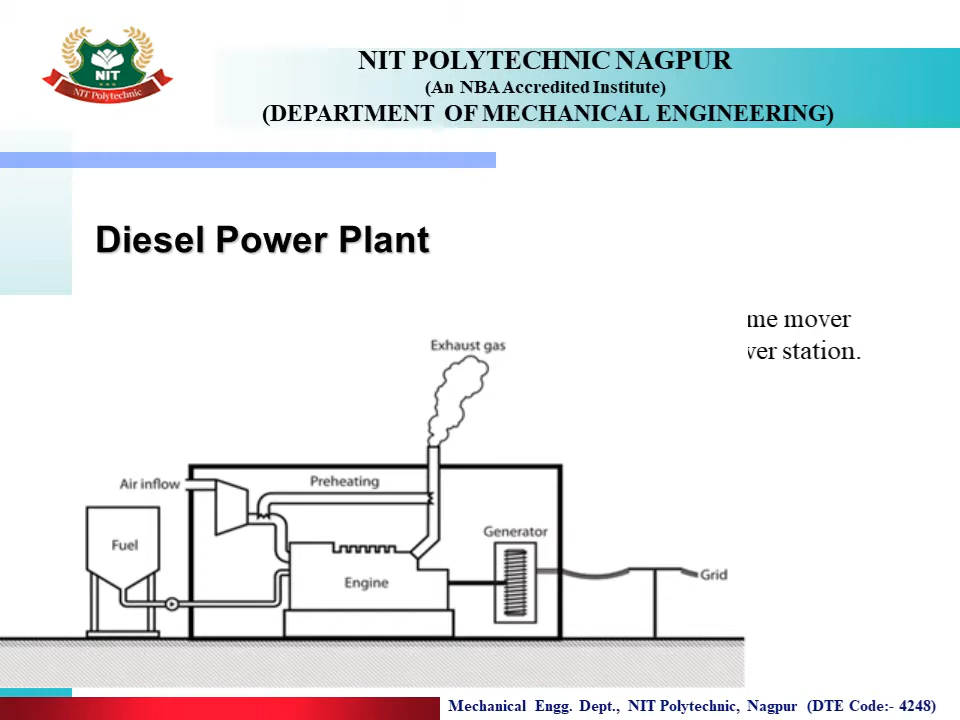 NIT
NIT Polytechnic
NIT POLYTECHNIC NAGPUR
(An NBA Accredited Institute)
(DEPARTMENT OF MECHANICAL ENGINEERING)
Diesel Power Plant
me mover
ver station.
Exhaust gas
Air inflow
Preheating
Generator
Fuel
Engine
Grid
Mechanical Engg. Dept., NIT Polytechnic, Nagpur (DTE Code:- 4248)